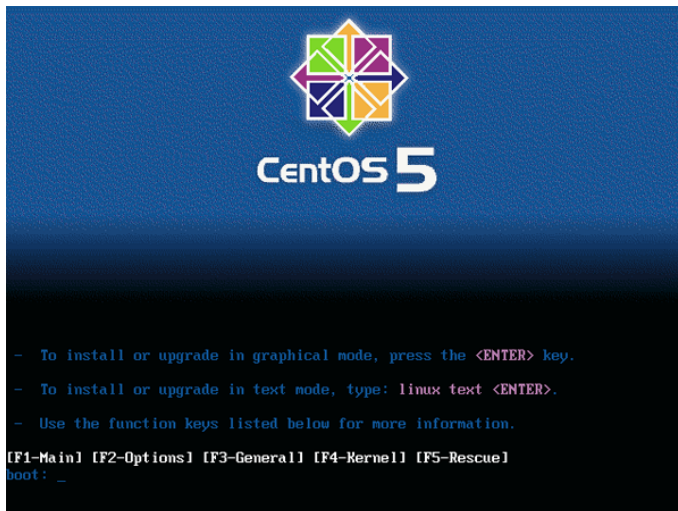 CentOS 5
- To install or upgrade in graphical mode, press the <ENTER> key.
- To install or upgrade in text mode, type: linux text <ENTER>.
- Use the function keys listed below for more information.
[F1-Main] [F2-Options] [F3-General] [F4-Kernel] [F5-Rescue]
boot: _